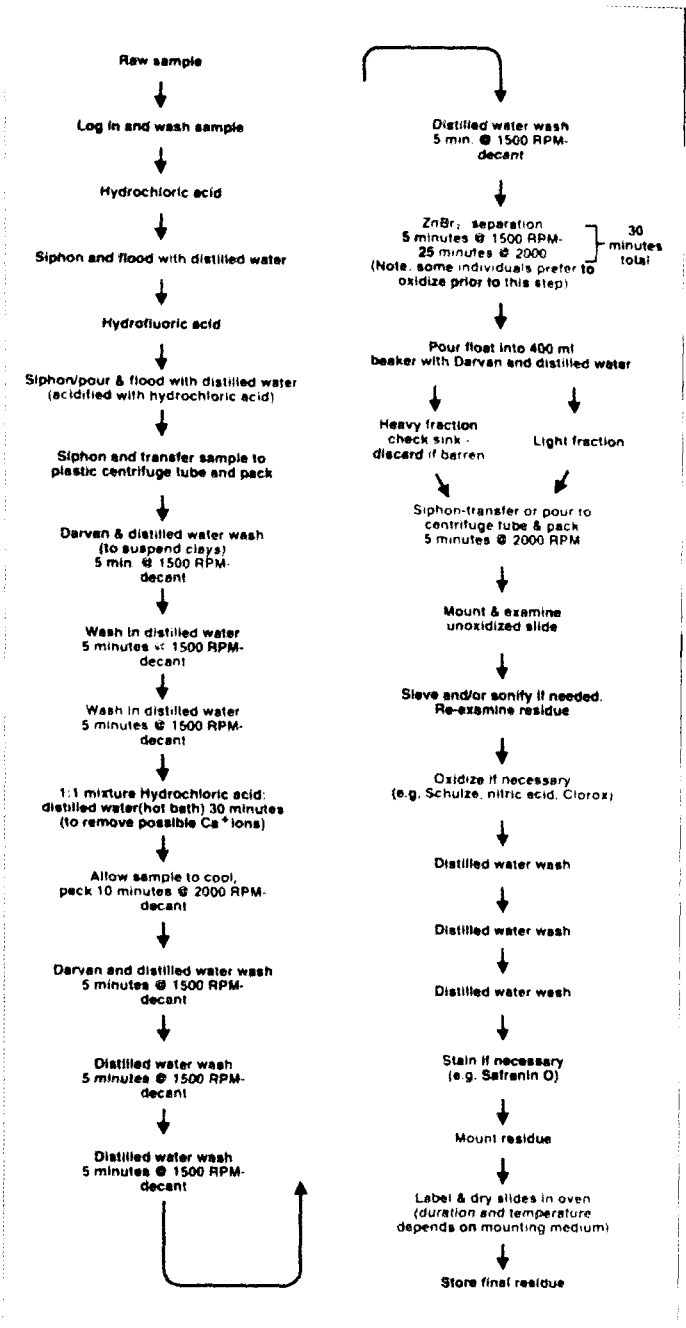 Raw sample
Log in and wash sample
Hydrochloric acid
Siphon and flood with distilled water
Hydrofluoric acid
Siphon/pour & flood with distilled water
(acidified with hydrochloric acid)
Siphon and transfer sample to
plastic centrifuge tube and pack
Darvan & distilled water wash
(to suspend clays)
5 min. @ 1500 RPM-
decant
Wash in distilled water
5 minutes @ 1500 RPM-
decant
Wash in distilled water
5 minutes @ 1500 RPM-
decant
1:1 mixture Hydrochloric acid:
distilled water(hot bath) 30 minutes
(to remove possible Ca⁺ ions)
Allow sample to cool,
pack 10 minutes @ 2000 RPM-
decant
Darvan and distilled water wash
5 minutes @ 1500 RPM-
decant
Distilled water wash
5 minutes @ 1500 RPM-
decant
Distilled water wash
5 minutes @ 1500 RPM-
decant
Distilled water wash
5 min. @ 1500 RPM-
decant
ZnBr₂ separation
5 minutes @ 1500 RPM-
25 minutes @ 2000
(Note, some individuals prefer to
oxidize prior to this step)
30
minutes
total
Pour float into 400 ml
beaker with Darvan and distilled water
Heavy fraction
check sink -
discard if barren
Light fraction
Siphon-transfer or pour to
centrifuge tube & pack
5 minutes @ 2000 RPM
Mount & examine
unoxidized slide
Sieve and/or sonify if needed.
Re-examine residue
Oxidize if necessary
(e.g. Schulze, nitric acid, Clorox)
Distilled water wash
Distilled water wash
Distilled water wash
Stain if necessary
(e.g. Safranin O)
Mount residue
Label & dry slides in oven
(duration and temperature
depends on mounting medium)
Store final residue